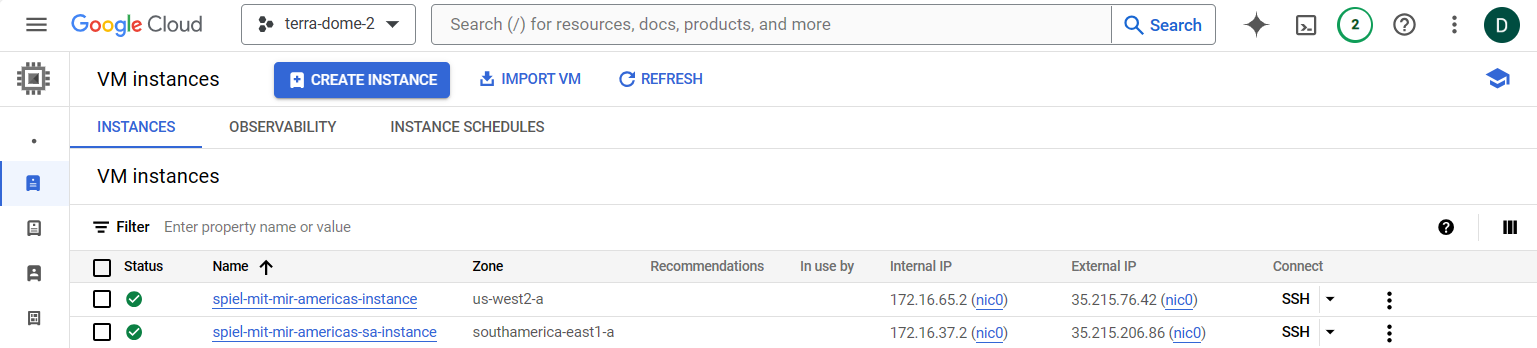 Google Cloud terra-dome-2 Search (/) for resources, docs, products, and more Search 2 D
VM instances CREATE INSTANCE IMPORT VM REFRESH
INSTANCES OBSERVABILITY INSTANCE SCHEDULES
VM instances
Filter Enter property name or value
Status Name Zone Recommendations In use by Internal IP External IP Connect
spiel-mit-mir-americas-instance us-west2-a 172.16.65.2 (nic0) 35.215.76.42 (nic0) SSH
spiel-mit-mir-americas-sa-instance southamerica-east1-a 172.16.37.2 (nic0) 35.215.206.86 (nic0) SSH